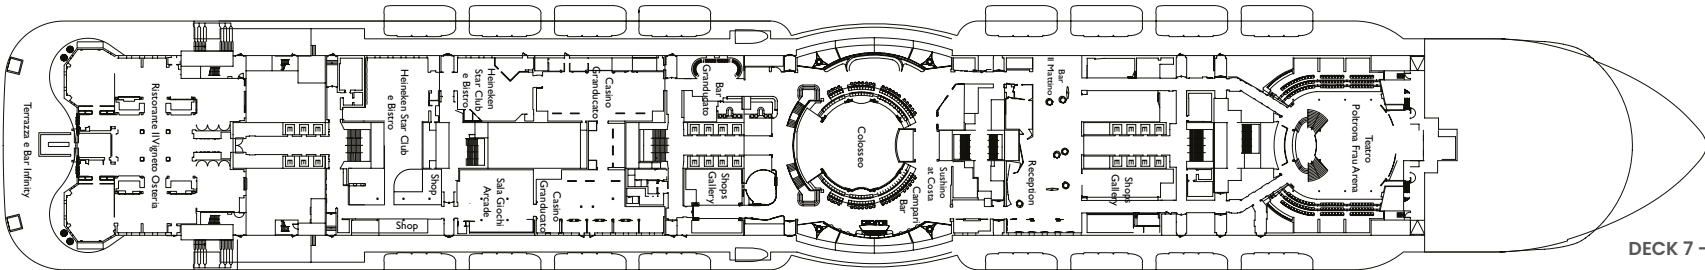 Terrazza e Bar Infinity
Ristorante Il Vigneto Osteria
Heineken Star Club
e Bistro
Shop
Shop
Heineken
Star Club
e Bistro
Sala Giochi
Arcade
Casino
Granducato
Casino
Granducato
Bar
Granducato
Shops
Gallery
Colosseo
Campari
Bar
Sushino
at Costa
Bar
Il Mattino
Reception
Shops
Gallery
Teatro
Poltrona Frau Arena
DECK 7 -